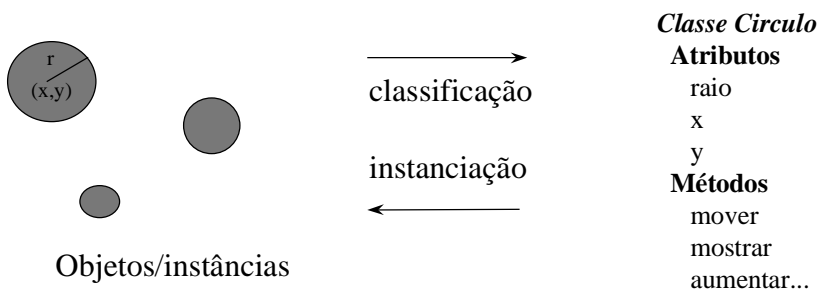 r
(x,y)
Objetos/instâncias
classificação
instanciação
Classe Circulo
Atributos
raio
x
y
Métodos
mover
mostrar
aumentar...